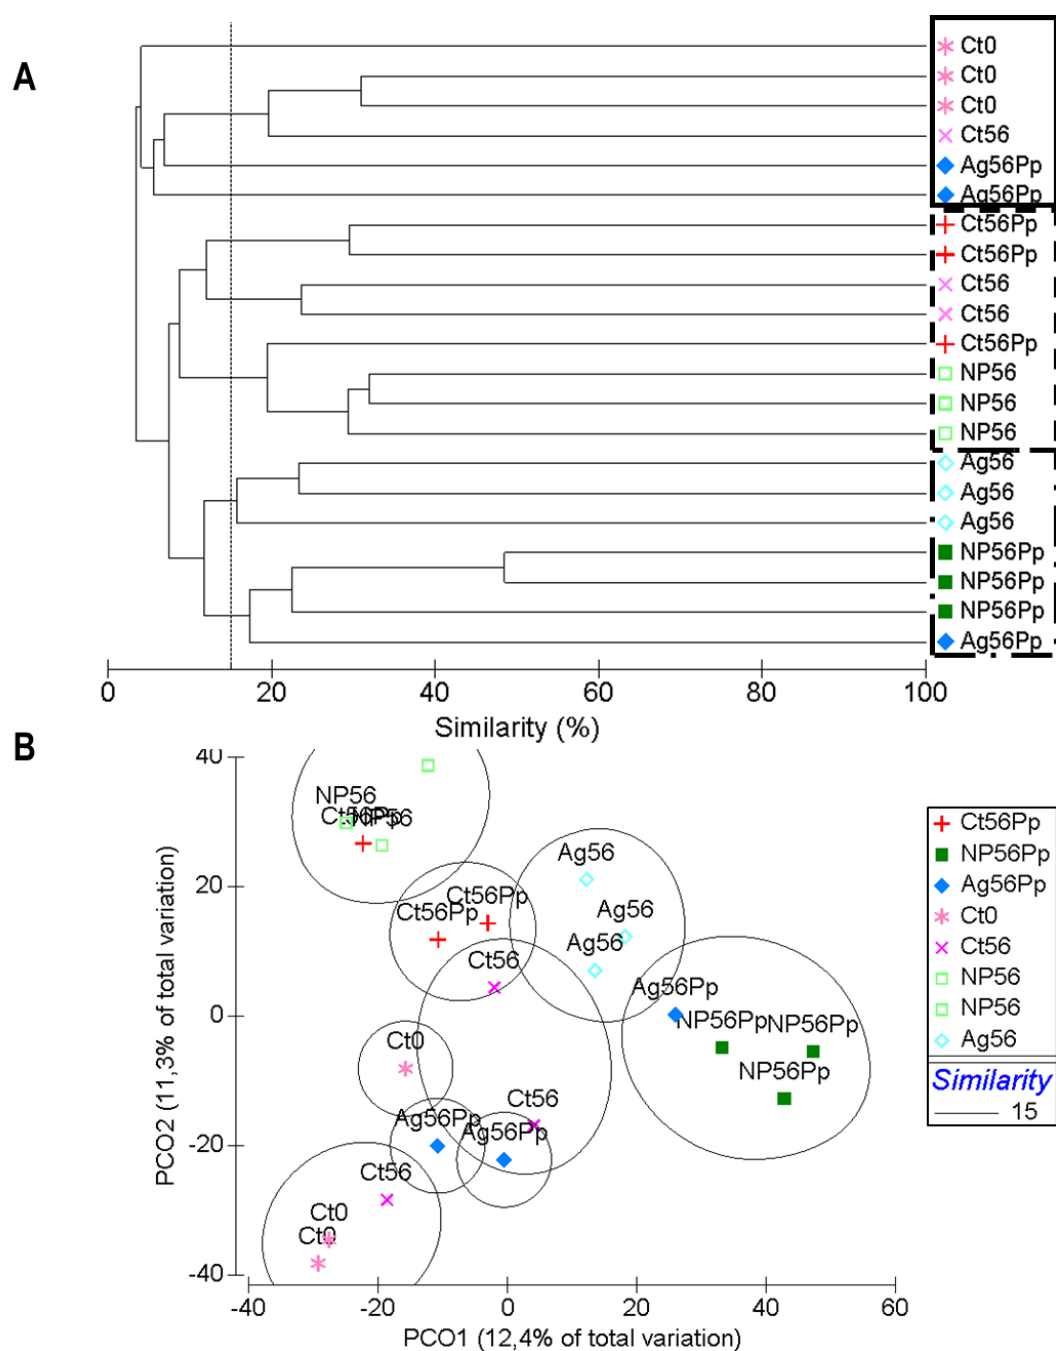 A
Ct0
Ct0
Ct0
Ct56
Ag56Pp
Ag56Pp
Ct56Pp
Ct56Pp
Ct56
Ct56
Ct56Pp
NP56
NP56
NP56
Ag56
Ag56
Ag56
NP56Pp
NP56Pp
NP56Pp
Ag56Pp
0 20 40 60 80 100
Similarity (%)
B
40
20
0
-20
-40
PCO2 (11,3% of total variation)
NP56
Ct56Pp
NP56
Ag56
Ct56Pp
Ct56Pp
Ag56
Ag56
Ct56
Ag56Pp
NP56Pp
NP56Pp
Ct0
NP56Pp
Ct56
Ag56Pp
Ag56Pp
Ct56
Ct0
Ct0
-40 -20 0 20 40 60
PCO1 (12,4% of total variation)
Ct56Pp
NP56Pp
Ag56Pp
Ct0
Ct56
NP56
NP56
Ag56
Similarity
15